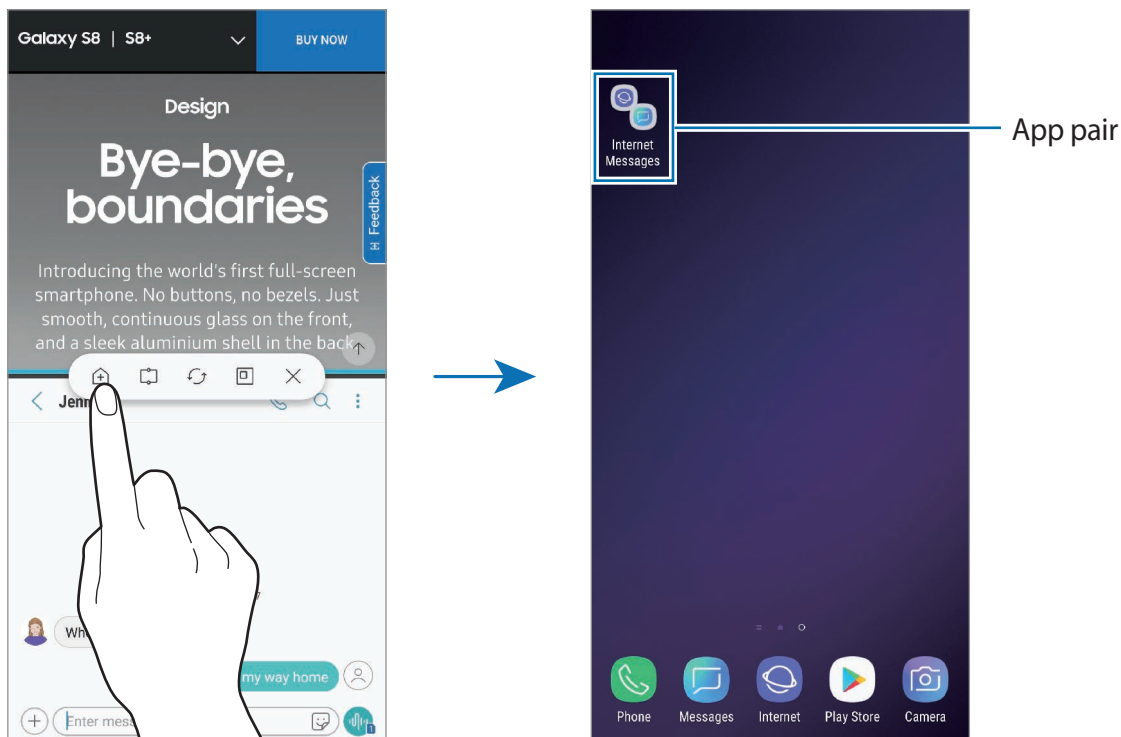 Galaxy S8 | S8+
BUY NOW
Design
Bye-bye,
boundaries
Feedback
Introducing the world's first full-screen
smartphone. No buttons, no bezels. Just
smooth, continuous glass on the front,
and a sleek aluminium shell in the back
my way home
1
Internet
Messages
App pair
Phone
Messages
Internet
Play Store
Camera